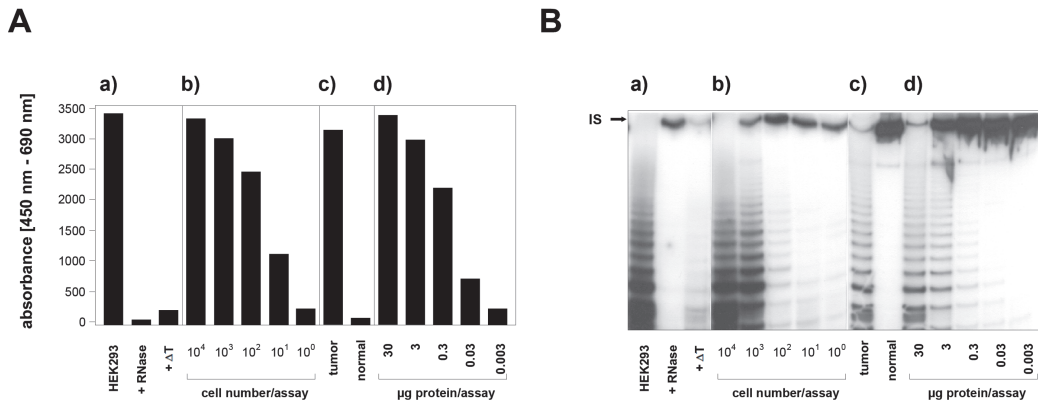 A
B
a) b) c) d)
a) b) c) d)
absorbance [450 nm - 690 nm]
3500
3000
2500
2000
1500
1000
500
0
IS
HEK293 + RNase + ΔT 10⁴ 10³ 10² 10¹ 10⁰ tumor normal 30 3 0.3 0.03 0.003
cell number/assay µg protein/assay
HEK293 + RNase + ΔT 10⁴ 10³ 10² 10¹ 10⁰ tumor normal 30 3 0.3 0.03 0.003
cell number/assay µg protein/assay